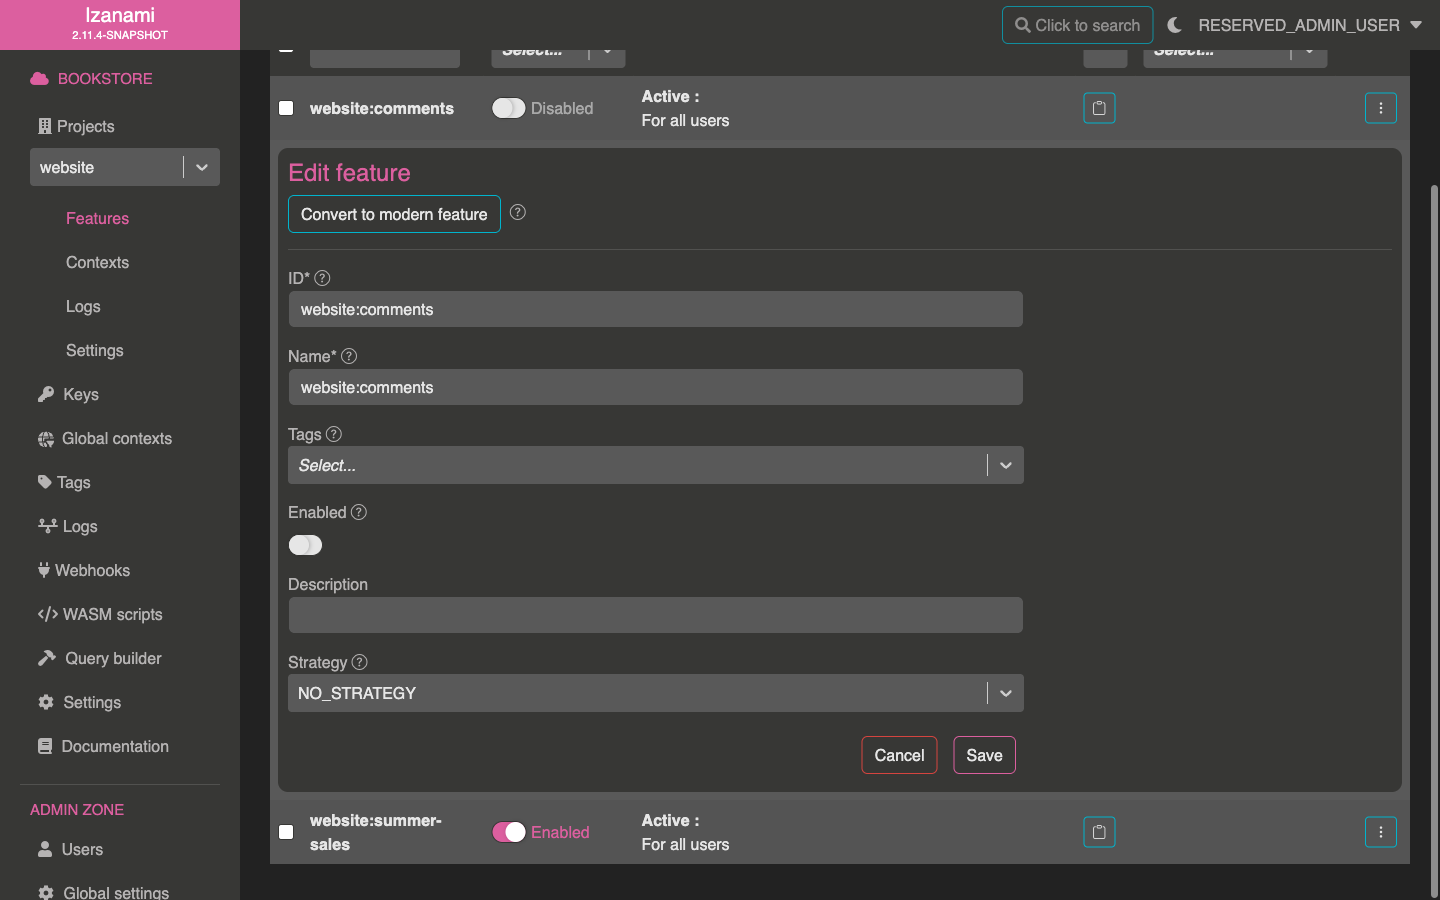 Izanami
2.11.4-SNAPSHOT
Click to search
RESERVED_ADMIN_USER
BOOKSTORE
Projects
website
Features
Contexts
Logs
Settings
Keys
Global contexts
Tags
Logs
Webhooks
WASM scripts
Query builder
Settings
Documentation
ADMIN ZONE
Users
Global settings
Select...
Select...
website:comments
Disabled
Active :
For all users
Edit feature
Convert to modern feature
ID*
website:comments
Name*
website:comments
Tags
Select...
Enabled
Description
Strategy
NO_STRATEGY
Cancel
Save
website:summer-
sales
Enabled
Active :
For all users